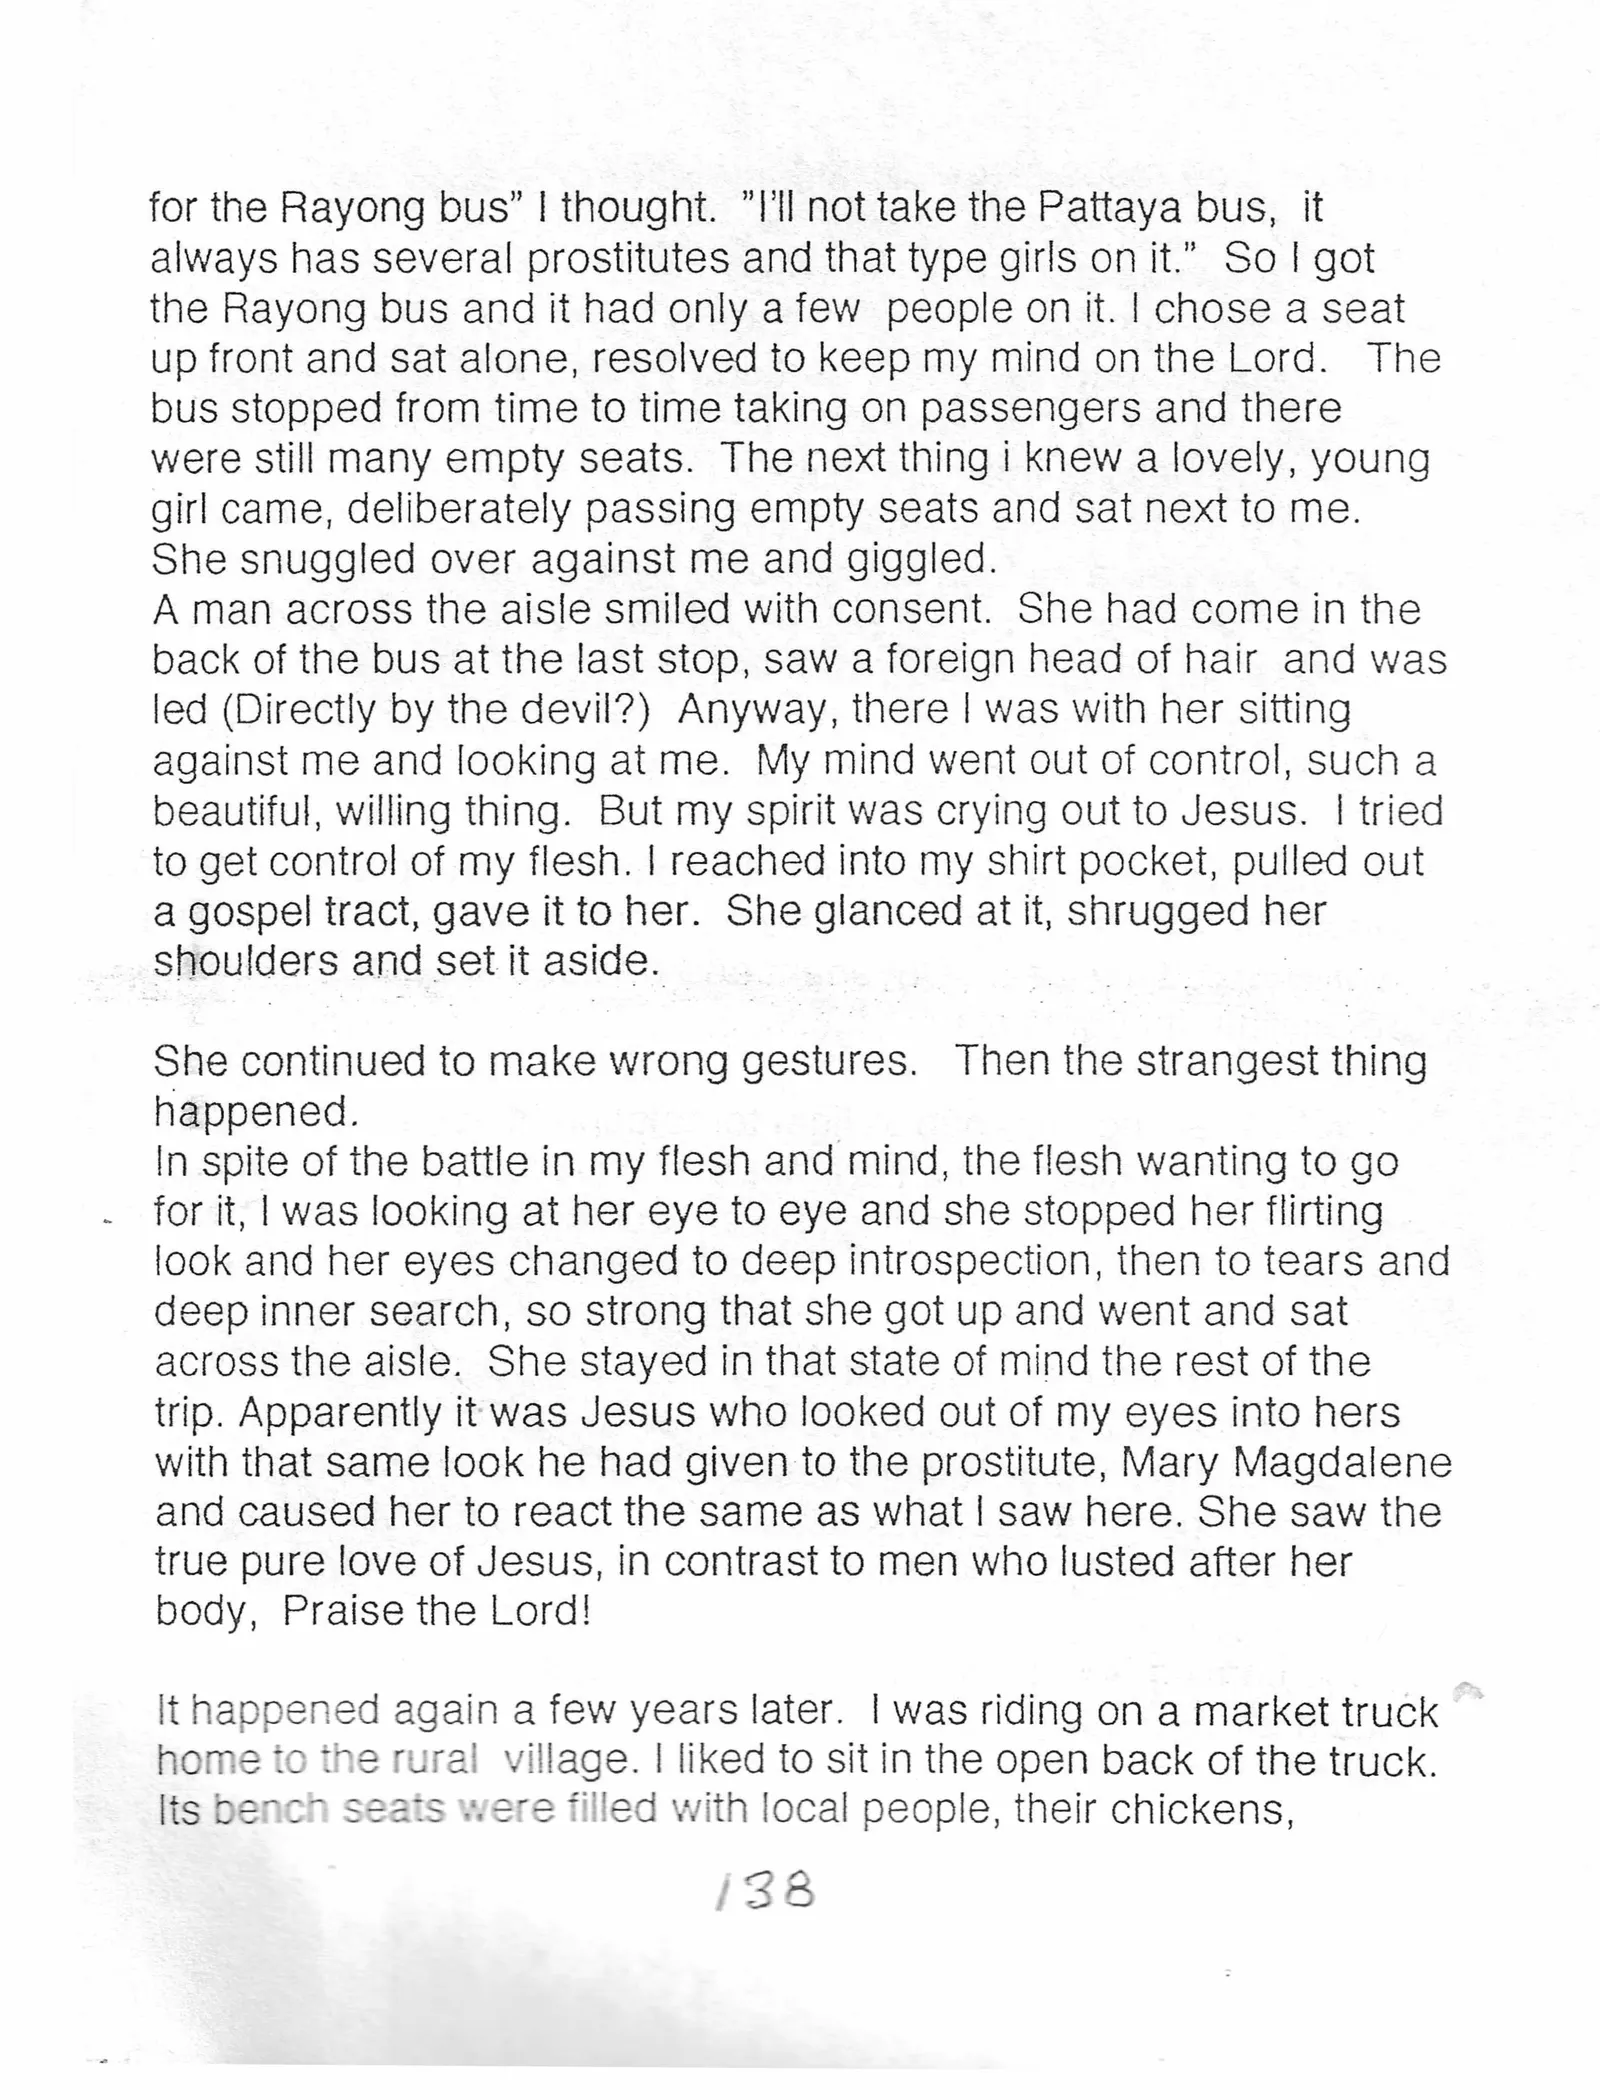 for the Rayong bus” I thought.  ”I’ll not take the Pattaya bus,  it
always has several prostitutes and that type girls on it.”  So I got
the Rayong bus and it had only a few  people on it. I chose a seat
up front and sat alone, resolved to keep my mind on the Lord.   The
bus stopped from time to time taking on passengers and there
were still many empty seats.  The next thing i knew a lovely, young
girl came, deliberately passing empty seats and sat next to me.
She snuggled over against me and giggled.
A man across the aisle smiled with consent.  She had come in the
back of the bus at the last stop, saw a foreign head of hair  and was
led (Directly by the devil?)  Anyway, there I was with her sitting
against me and looking at me.  My mind went out of control, such a
beautiful, willing thing.  But my spirit was crying out to Jesus.  I tried
to get control of my flesh. I reached into my shirt pocket, pulled out
a gospel tract, gave it to her.  She glanced at it, shrugged her
shoulders and set it aside.
She continued to make wrong gestures.   Then the strangest thing
happened.
In spite of the battle in my flesh and mind, the flesh wanting to go
for it, I was looking at her eye to eye and she stopped her flirting
look and her eyes changed to deep introspection, then to tears and
deep inner search, so strong that she got up and went and sat
across the aisle.  She stayed in that state of mind the rest of the
trip. Apparently it was Jesus who looked out of my eyes into hers
with that same look he had given to the prostitute, Mary Magdalene
and caused her to react the same as what I saw here. She saw the
true pure love of Jesus, in contrast to men who lusted after her
body,  Praise the Lord!
It happened again a few years later.  I was riding on a market truck
home to the rural  village. I liked to sit in the open back of the truck.
Its bench seats were filled with local people, their chickens,
138